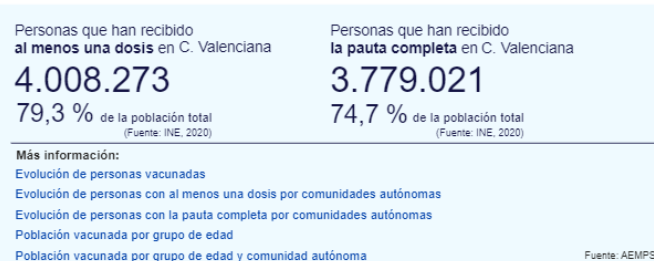 Personas que han recibido
al menos una dosis en C. Valenciana
4.008.273
79,3 % de la población total
(Fuente: INE, 2020)
Personas que han recibido
la pauta completa en C. Valenciana
3.779.021
74,7 % de la población total
(Fuente: INE, 2020)
Más información:
Evolución de personas vacunadas
Evolución de personas con al menos una dosis por comunidades autónomas
Evolución de personas con la pauta completa por comunidades autónomas
Población vacunada por grupo de edad
Población vacunada por grupo de edad y comunidad autónoma
Fuente: AEMPS